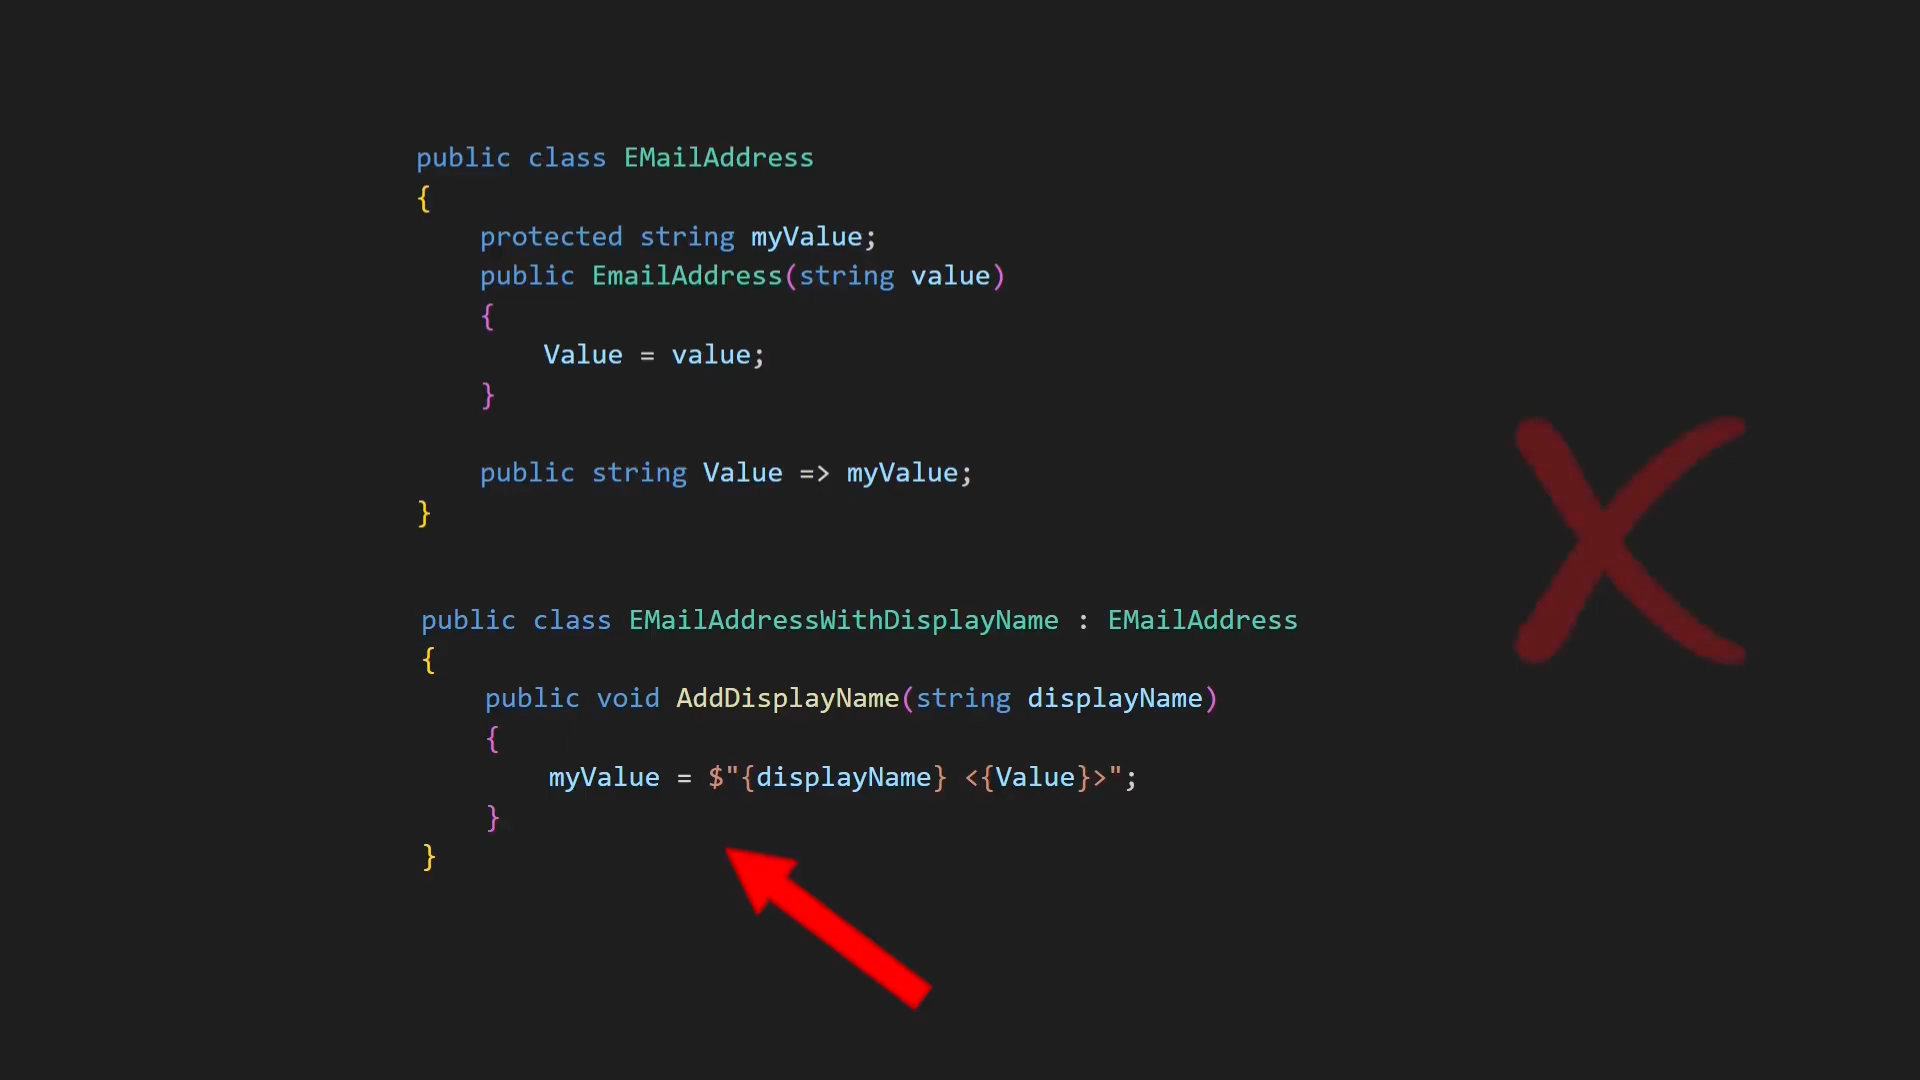 public class EMailAddress
{
    protected string myValue;
    public EmailAddress(string value)
    {
        Value = value;
    }
    public string Value => myValue;
}
public class EMailAddressWithDisplayName : EMailAddress
{
    public void AddDisplayName(string displayName)
    {
        myValue = $"{displayName} <{Value}>";
    }
}